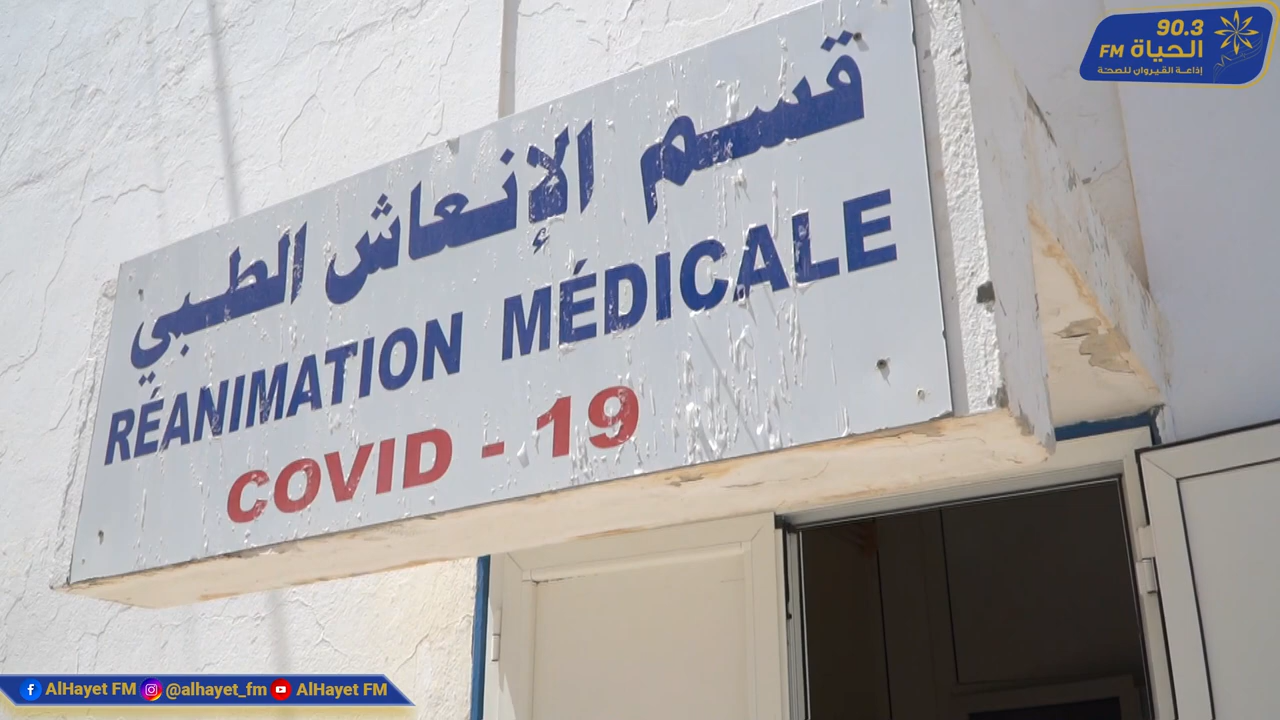 90.3
الحياة FM
إذاعة القيروان للصحة
قسم الإنعاش الطبي
RÉANIMATION MÉDICALE
COVID - 19
AlHayet FM @alhayet_fm AlHayet FM